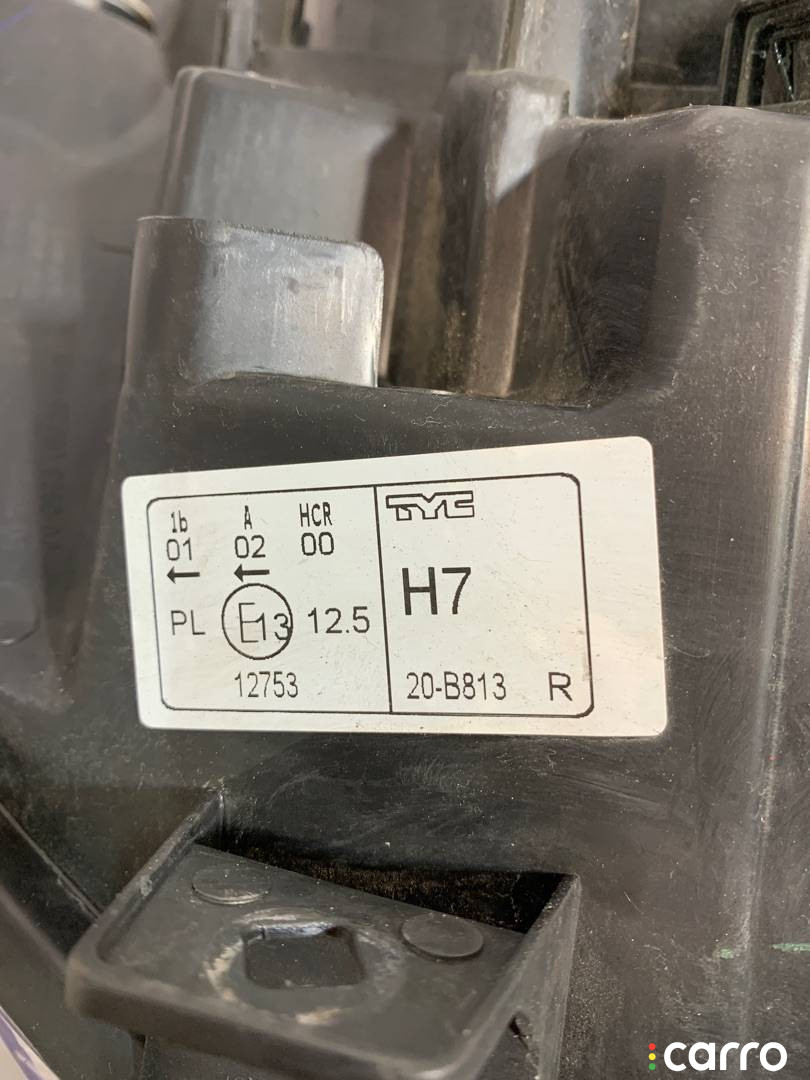 1b A HCR
01 02 00
← ←
PL E13 12.5
12753
TYC
H7
20-B813 R
carro